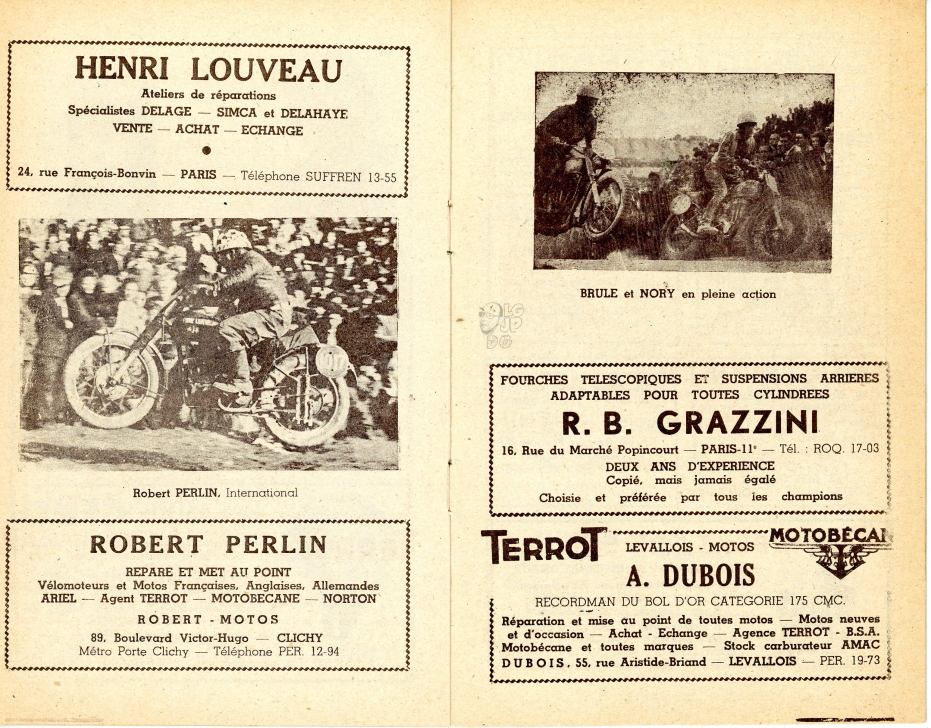 HENRI LOUVEAU
Ateliers de réparations
Spécialistes DELAGE — SIMCA et DELAHAYE
VENTE — ACHAT — ECHANGE
24, rue François-Bonvin — PARIS — Téléphone SUFFREN 13-55
Robert PERLIN, International
ROBERT PERLIN
REPARE ET MET AU POINT
Vélomoteurs et Motos Françaises, Anglaises, Allemandes
ARIEL — Agent TERROT — MOTOBECANE — NORTON
ROBERT - MOTOS
89, Boulevard Victor-Hugo — CLICHY
Métro Porte Clichy — Téléphone PER. 12-94
BRULE et NORY en pleine action
FOURCHES TELESCOPIQUES ET SUSPENSIONS ARRIERES
ADAPTABLES POUR TOUTES CYLINDREES
R. B. GRAZZINI
16, Rue du Marché Popincourt — PARIS-11e — Tél. : ROQ. 17-03
DEUX ANS D'EXPERIENCE
Copié, mais jamais égalé
Choisie et préférée par tous les champions
TERROT LEVALLOIS - MOTOS MOTOBÉCA
A. DUBOIS
RECORDMAN DU BOL D'OR CATEGORIE 175 CMC.
Réparation et mise au point de toutes motos — Motos neuves
et d'occasion — Achat - Echange — Agence TERROT - B.S.A.
Motobécane et toutes marques — Stock carburateur AMAC
DUBOIS, 55, rue Aristide-Briand — LEVALLOIS — PER. 19-73